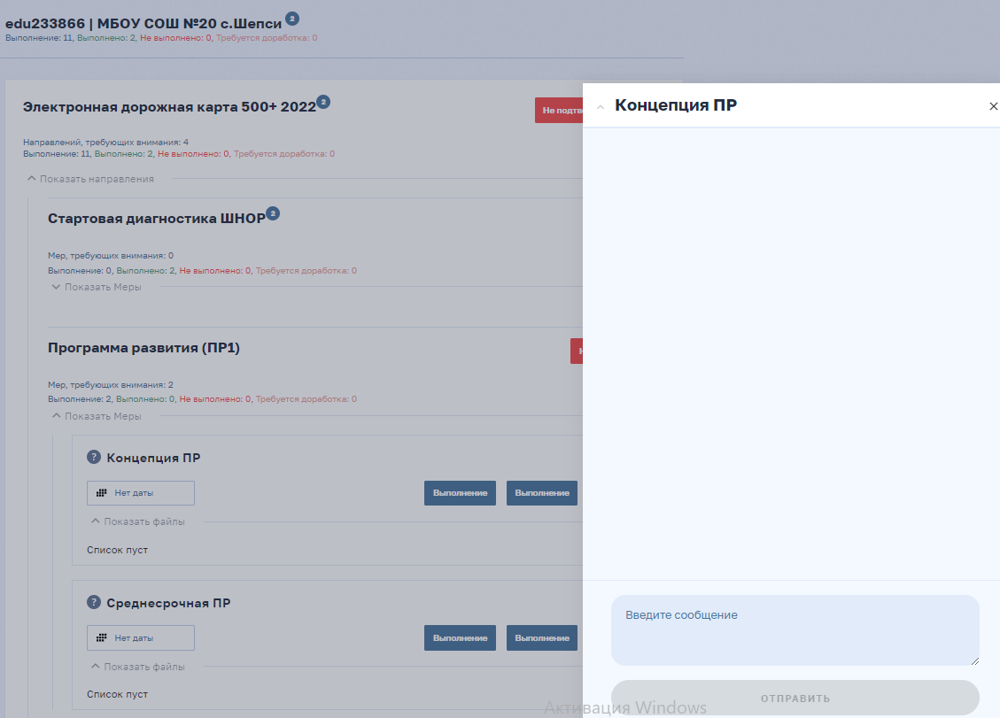 edu233866 | МБОУ СОШ №20 с.Шепси 2
Выполнение: 11, Выполнено: 2, Не выполнено: 0, Требуется доработка: 0
Электронная дорожная карта 500+ 2022 2
Не подтв
Направлений, требующих внимания: 4
Выполнение: 11, Выполнено: 2, Не выполнено: 0, Требуется доработка: 0
Показать направления
Стартовая диагностика ШНОР 2
Мер, требующих внимания: 0
Выполнение: 0, Выполнено: 2, Не выполнено: 0, Требуется доработка: 0
Показать Меры
Программа развития (ПР1)
Мер, требующих внимания: 2
Выполнение: 2, Выполнено: 0, Не выполнено: 0, Требуется доработка: 0
Показать Меры
? Концепция ПР
Нет даты
Выполнение
Выполнение
Показать файлы
Список пуст
? Среднесрочная ПР
Нет даты
Выполнение
Выполнение
Показать файлы
Список пуст
Концепция ПР
Введите сообщение
ОТПРАВИТЬ
Активация Windows